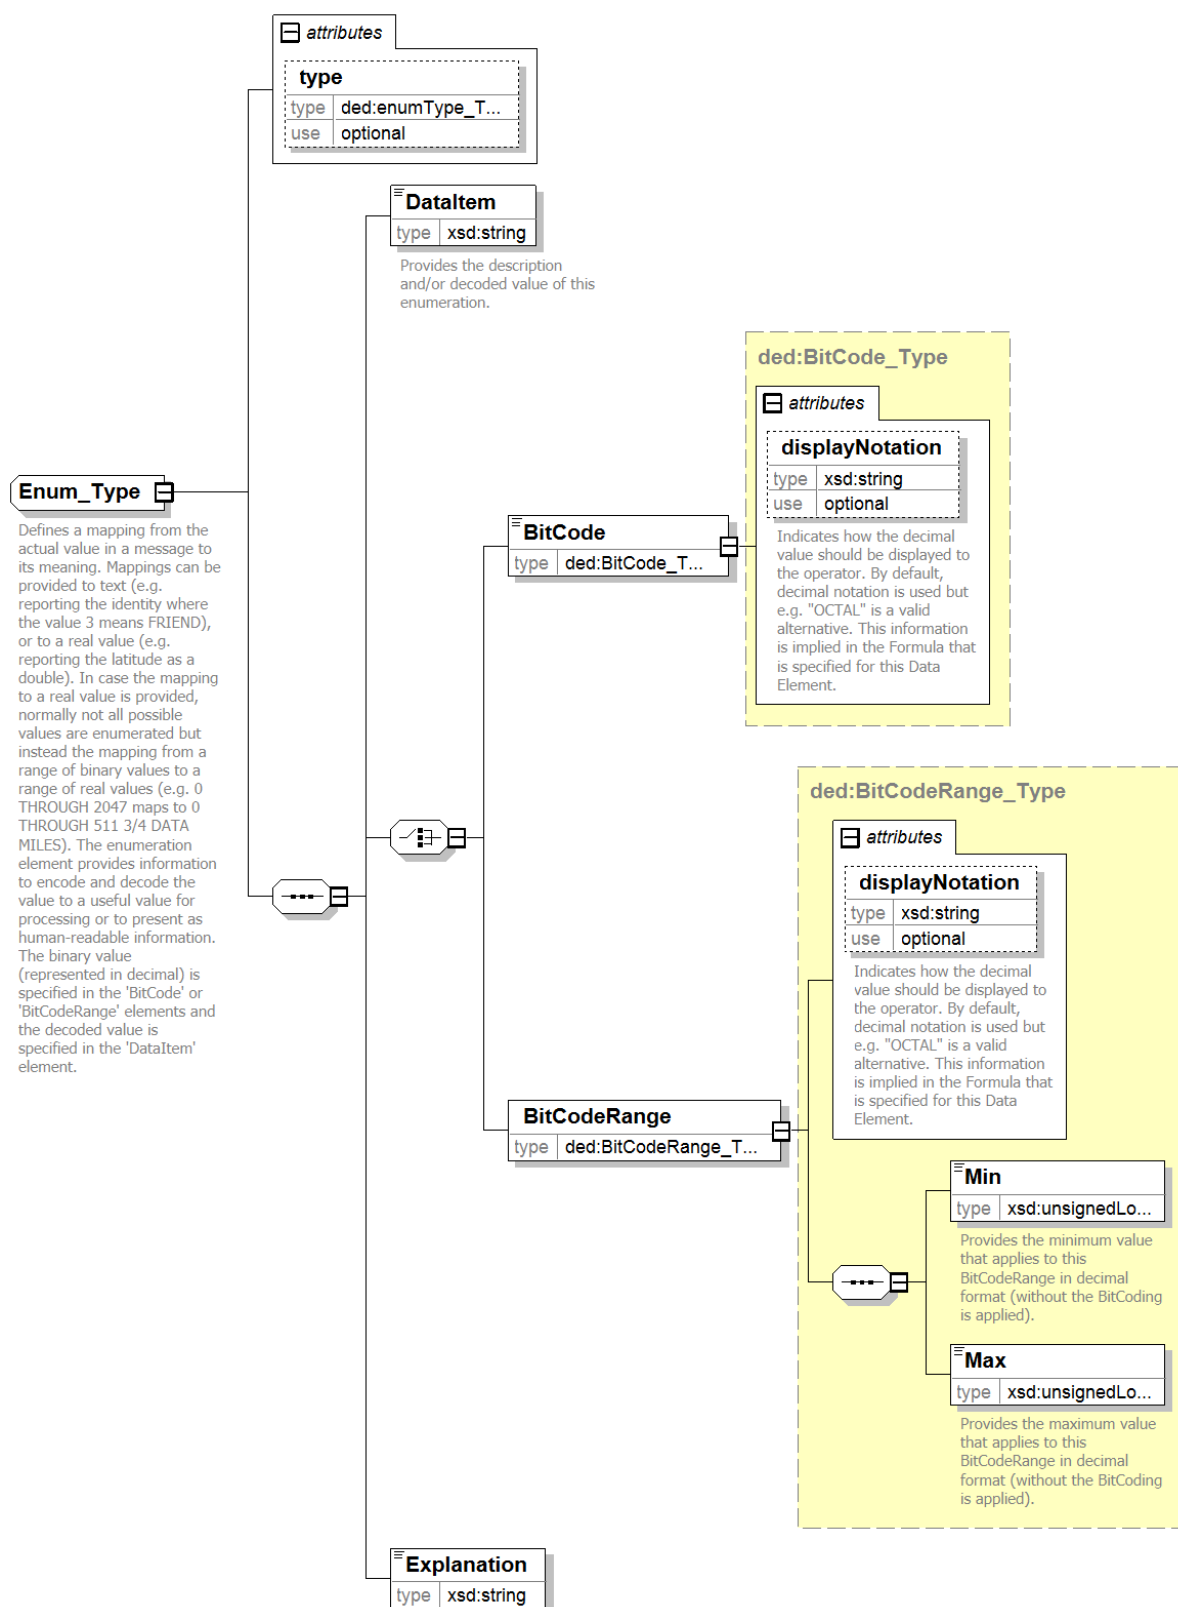 attributes
type
type ded:enumType_T...
use optional
DataItem
type xsd:string
Provides the description
and/or decoded value of this
enumeration.
ded:BitCode_Type
attributes
displayNotation
type xsd:string
use optional
Indicates how the decimal
value should be displayed to
the operator. By default,
decimal notation is used but
e.g. "OCTAL" is a valid
alternative. This information
is implied in the Formula that
is specified for this Data
Element.
Enum_Type
Defines a mapping from the
actual value in a message to
its meaning. Mappings can be
provided to text (e.g.
reporting the identity where
the value 3 means FRIEND),
or to a real value (e.g.
reporting the latitude as a
double). In case the mapping
to a real value is provided,
normally not all possible
values are enumerated but
instead the mapping from a
range of binary values to a
range of real values (e.g. 0
THROUGH 2047 maps to 0
THROUGH 511 3/4 DATA
MILES). The enumeration
element provides information
to encode and decode the
value to a useful value for
processing or to present as
human-readable information.
The binary value
(represented in decimal) is
specified in the 'BitCode' or
'BitCodeRange' elements and
the decoded value is
specified in the 'DataItem'
element.
BitCode
type ded:BitCode_T...
ded:BitCodeRange_Type
attributes
displayNotation
type xsd:string
use optional
Indicates how the decimal
value should be displayed to
the operator. By default,
decimal notation is used but
e.g. "OCTAL" is a valid
alternative. This information
is implied in the Formula that
is specified for this Data
Element.
BitCodeRange
type ded:BitCodeRange_T...
Min
type xsd:unsignedLo...
Provides the minimum value
that applies to this
BitCodeRange in decimal
format (without the BitCoding
is applied).
Max
type xsd:unsignedLo...
Provides the maximum value
that applies to this
BitCodeRange in decimal
format (without the BitCoding
is applied).
Explanation
type xsd:string